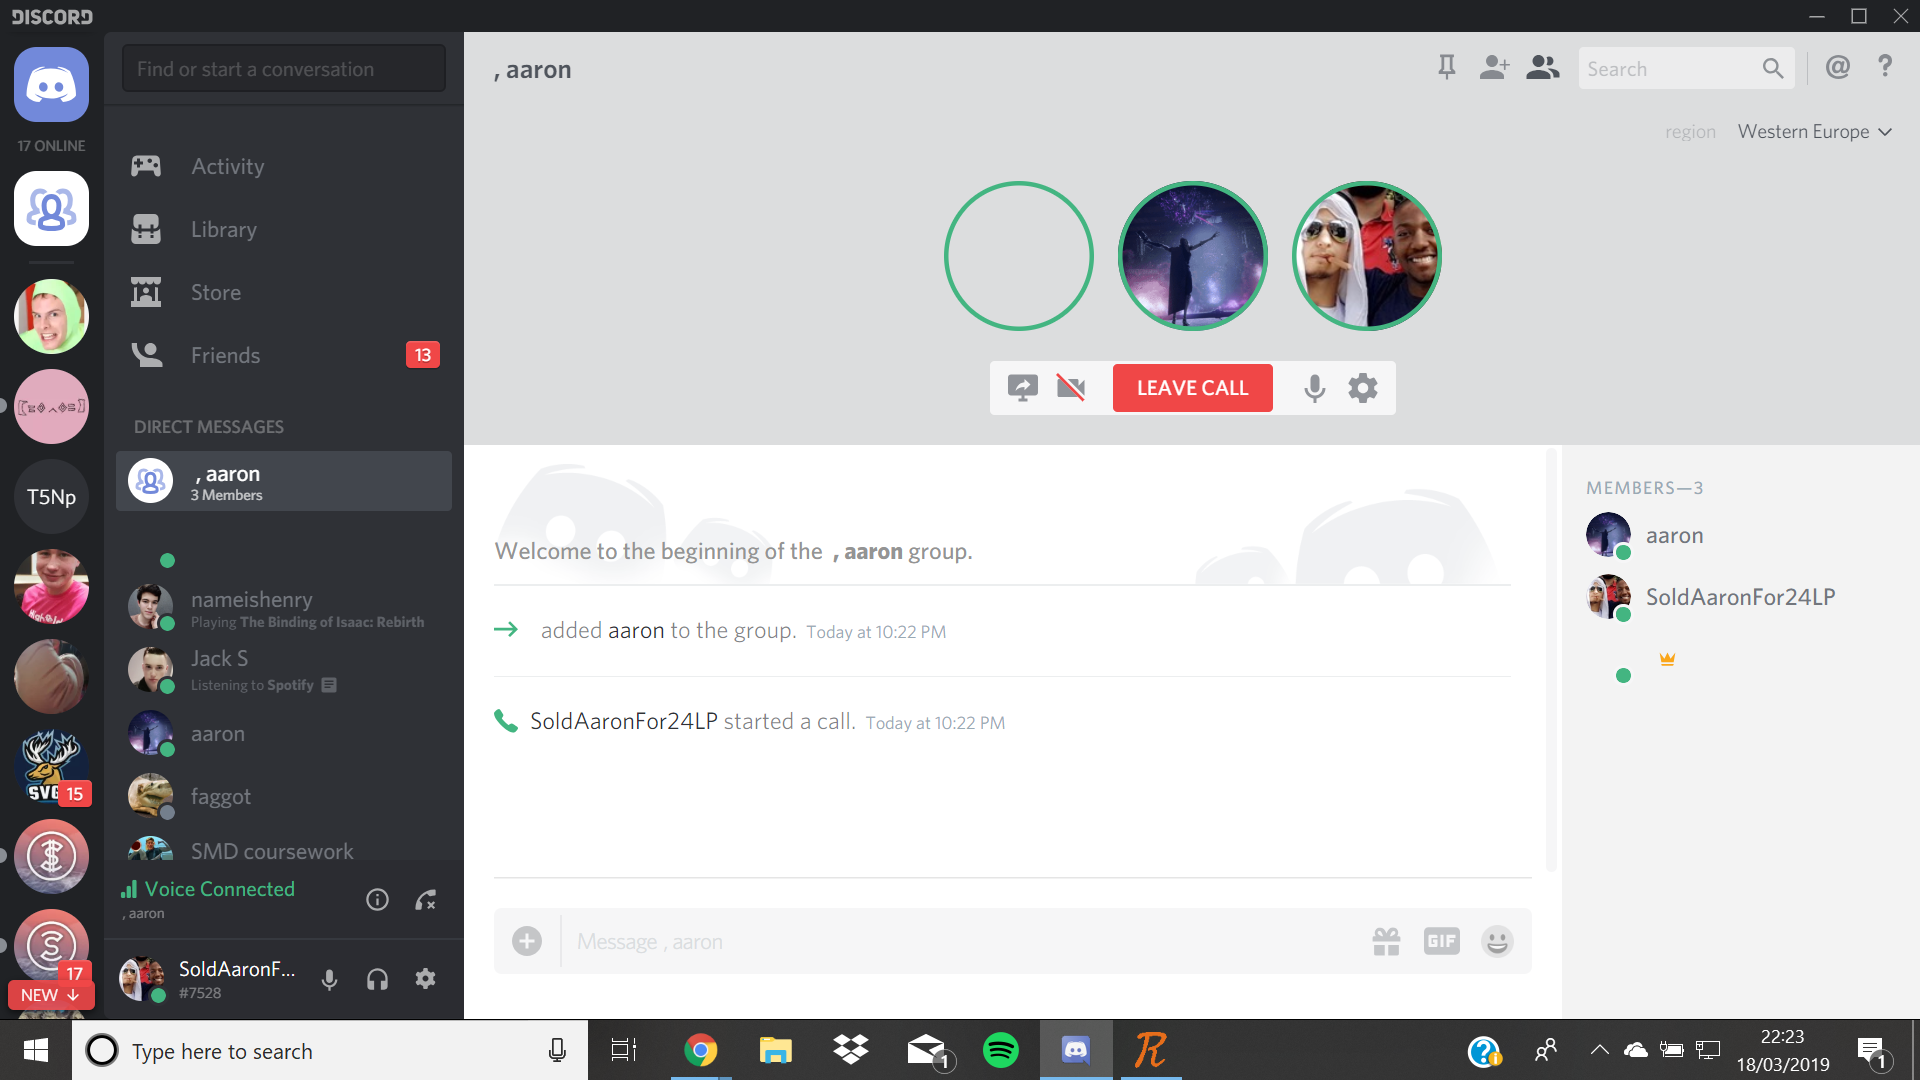 DISCORD
Find or start a conversation
17 ONLINE
Activity
Library
Store
Friends
13
DIRECT MESSAGES
, aaron
3 Members
nameishenry
Playing The Binding of Isaac: Rebirth
Jack S
Listening to Spotify
aaron
faggot
SMD coursework
T5Np
15
17
NEW
Voice Connected
, aaron
SoldAaronF...
#7528
, aaron
Search
@
?
region
Western Europe
LEAVE CALL
Welcome to the beginning of the , aaron group.
added aaron to the group. Today at 10:22 PM
SoldAaronFor24LP started a call. Today at 10:22 PM
Message , aaron
GIF
MEMBERS—3
aaron
SoldAaronFor24LP
Type here to search
1
22:23
18/03/2019
1